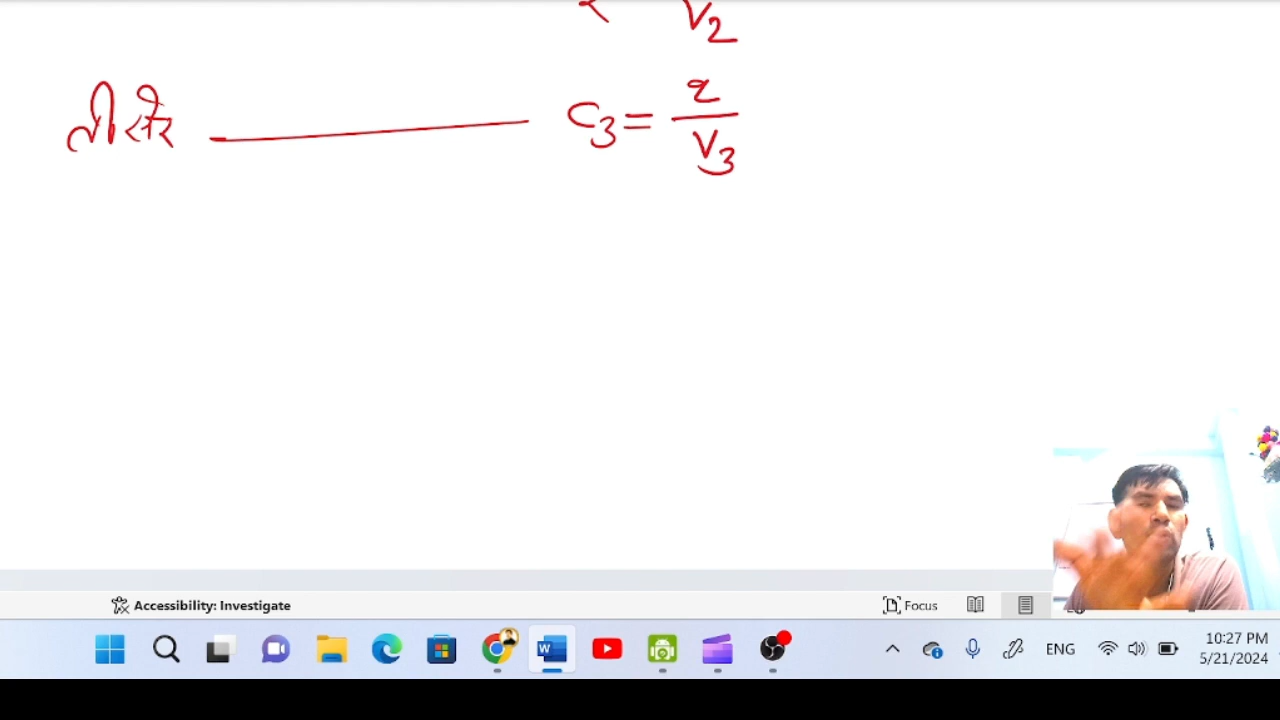 V2
तीसरे C3 = q/V3
Accessibility: Investigate
Focus
ENG
10:27 PM
5/21/2024